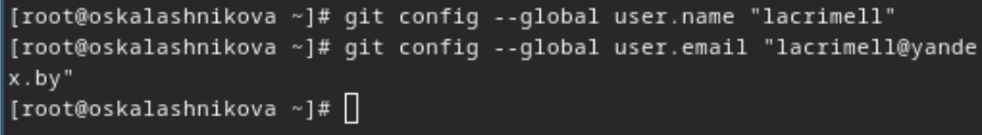 [root@oskalashnikova ~]# git config --global user.name "lacrimell"
[root@oskalashnikova ~]# git config --global user.email "lacrimell@yande
x.by"
[root@oskalashnikova ~]#